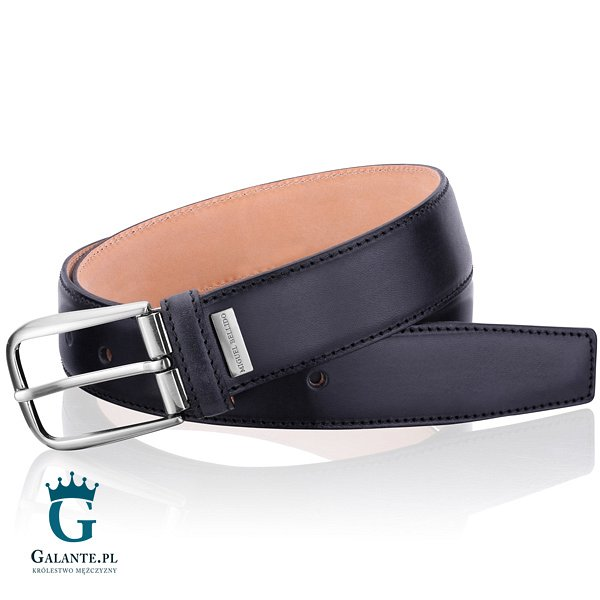 MIGUEL BELLIDO
G
GALANTE.PL
KRÓLESTWO MĘŻCZYZNY